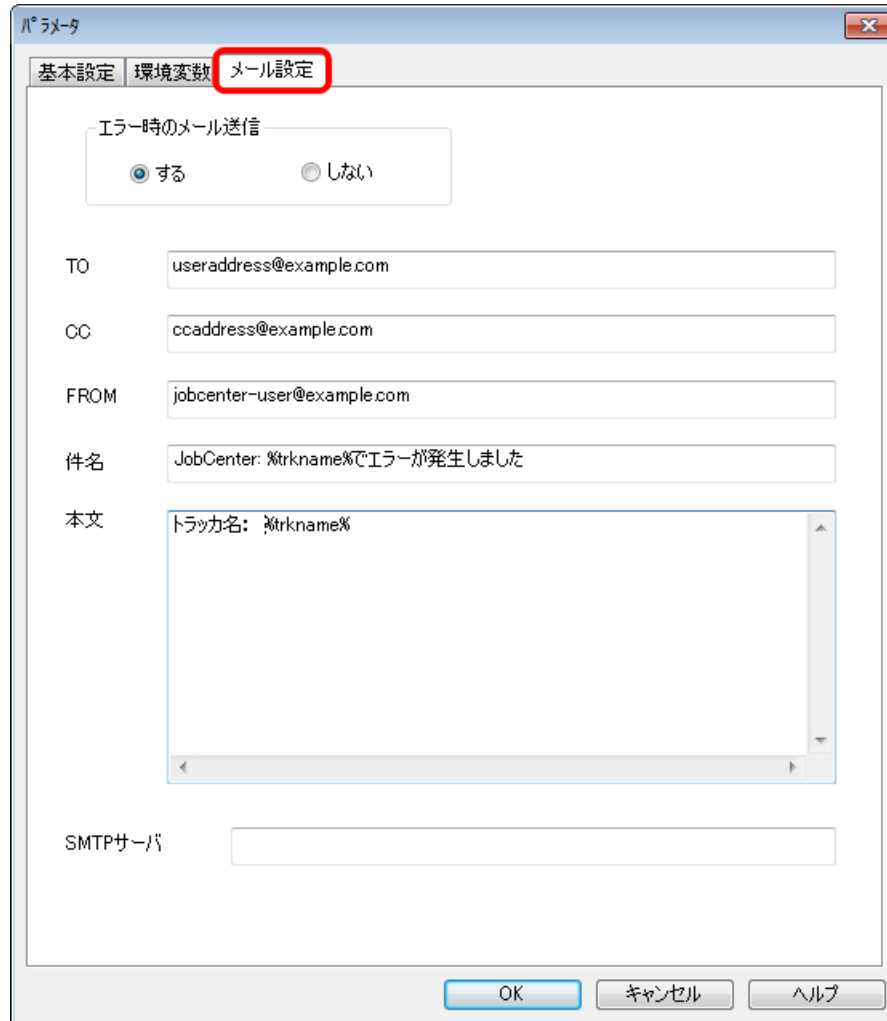 パラメータ
基本設定 環境変数 メール設定
エラー時のメール送信
する しない
TO useraddress@example.com
CC ccaddress@example.com
FROM jobcenter-user@example.com
件名 JobCenter: %trkname%でエラーが発生しました
本文 トラッカ名: %trkname%
SMTPサーバ
OK キャンセル ヘルプ